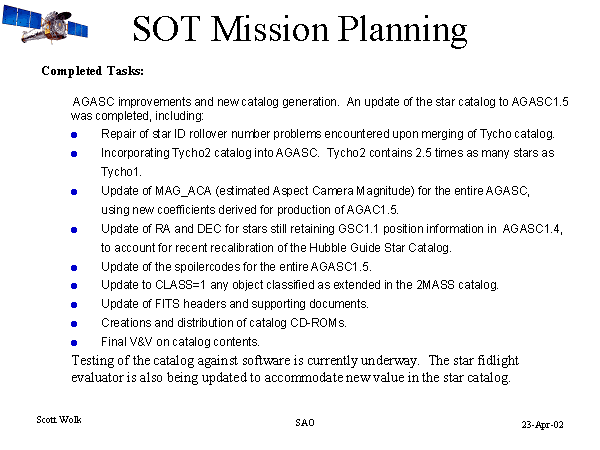 SOT Mission Planning
Completed Tasks:
AGASC improvements and new catalog generation. An update of the star catalog to AGASC1.5
was completed, including:
Repair of star ID rollover number problems encountered upon merging of Tycho catalog.
Incorporating Tycho2 catalog into AGASC. Tycho2 contains 2.5 times as many stars as
Tycho1.
Update of MAG_ACA (estimated Aspect Camera Magnitude) for the entire AGASC,
using new coefficients derived for production of AGAC1.5.
Update of RA and DEC for stars still retaining GSC1.1 position information in AGASC1.4,
to account for recent recalibration of the Hubble Guide Star Catalog.
Update of the spoilercodes for the entire AGASC1.5.
Update to CLASS=1 any object classified as extended in the 2MASS catalog.
Update of FITS headers and supporting documents.
Creations and distribution of catalog CD-ROMs.
Final V&V on catalog contents.
Testing of the catalog against software is currently underway. The star fidlight
evaluator is also being updated to accommodate new value in the star catalog.
Scott Wolk
SAO
23-Apr-02